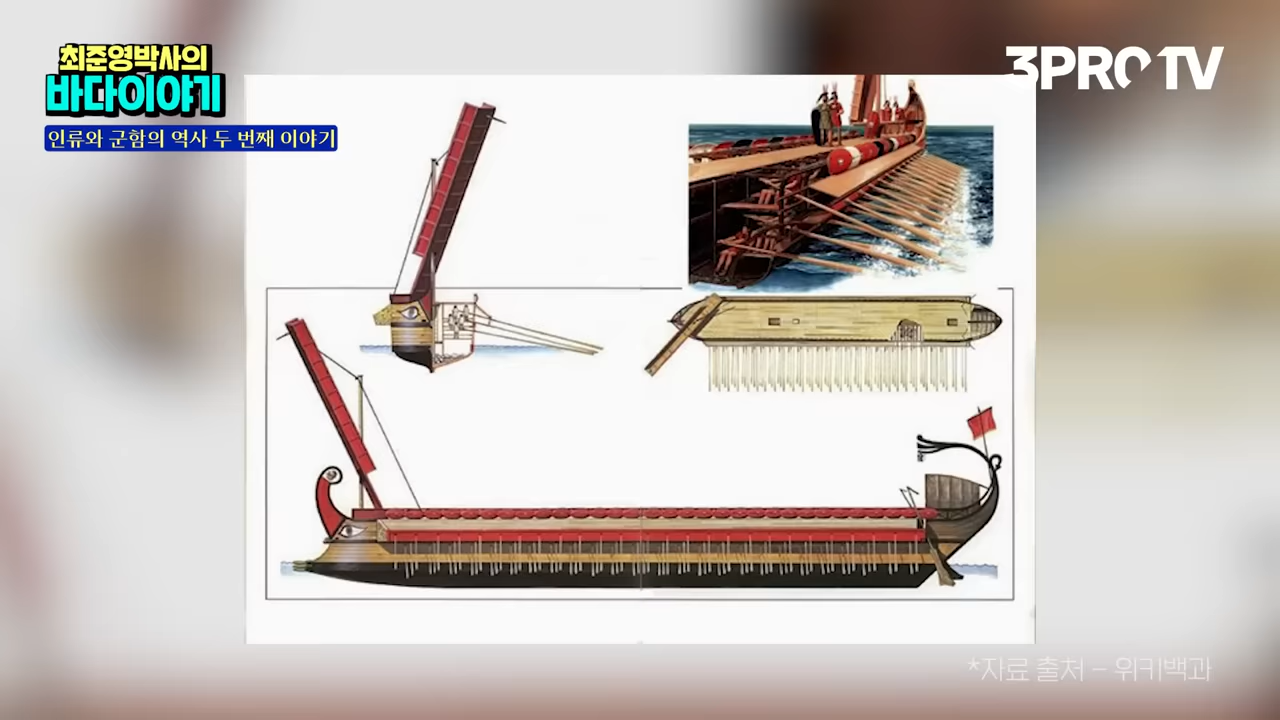 최준영박사의
바다이야기
인류와 군함의 역사 두 번째 이야기
3PROTV
*자료 출처 - 위키백과